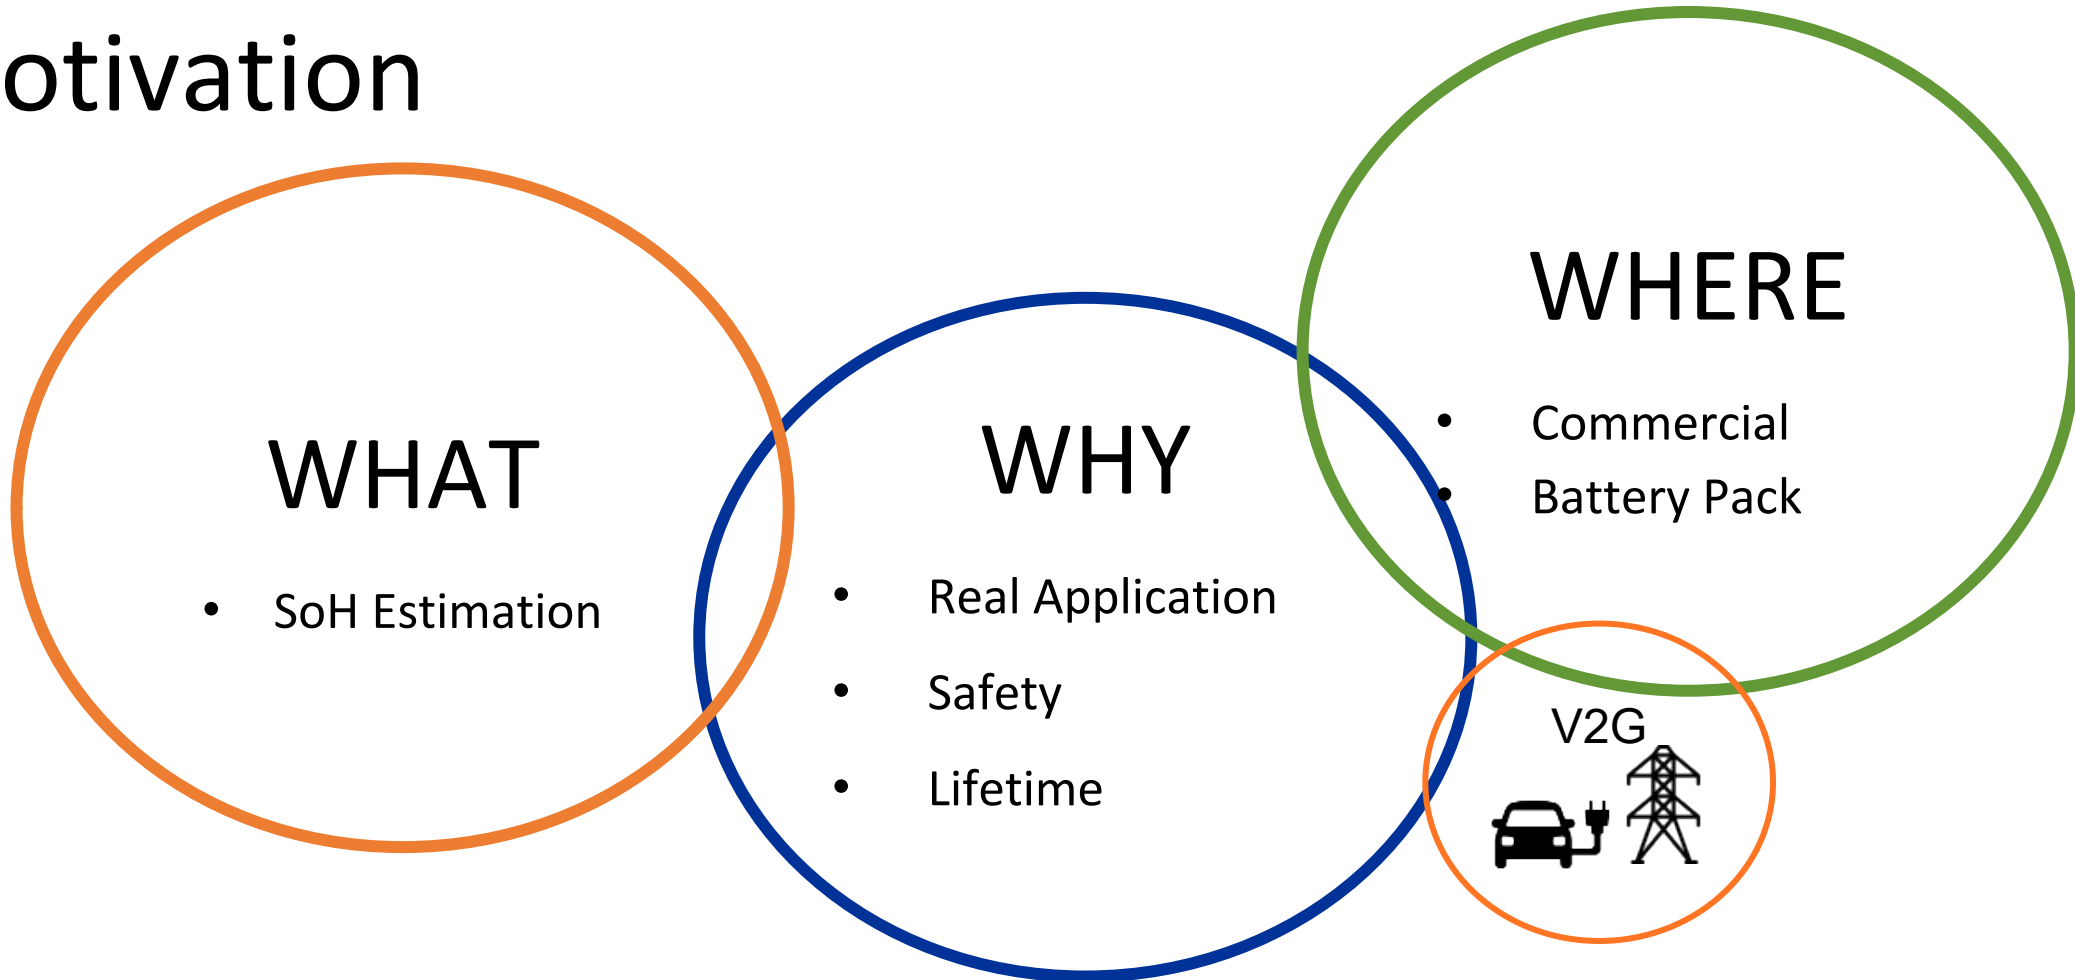 otivation
WHAT
• SoH Estimation
WHY
• Real Application
• Safety
• Lifetime
WHERE
• Commercial
• Battery Pack
V2G